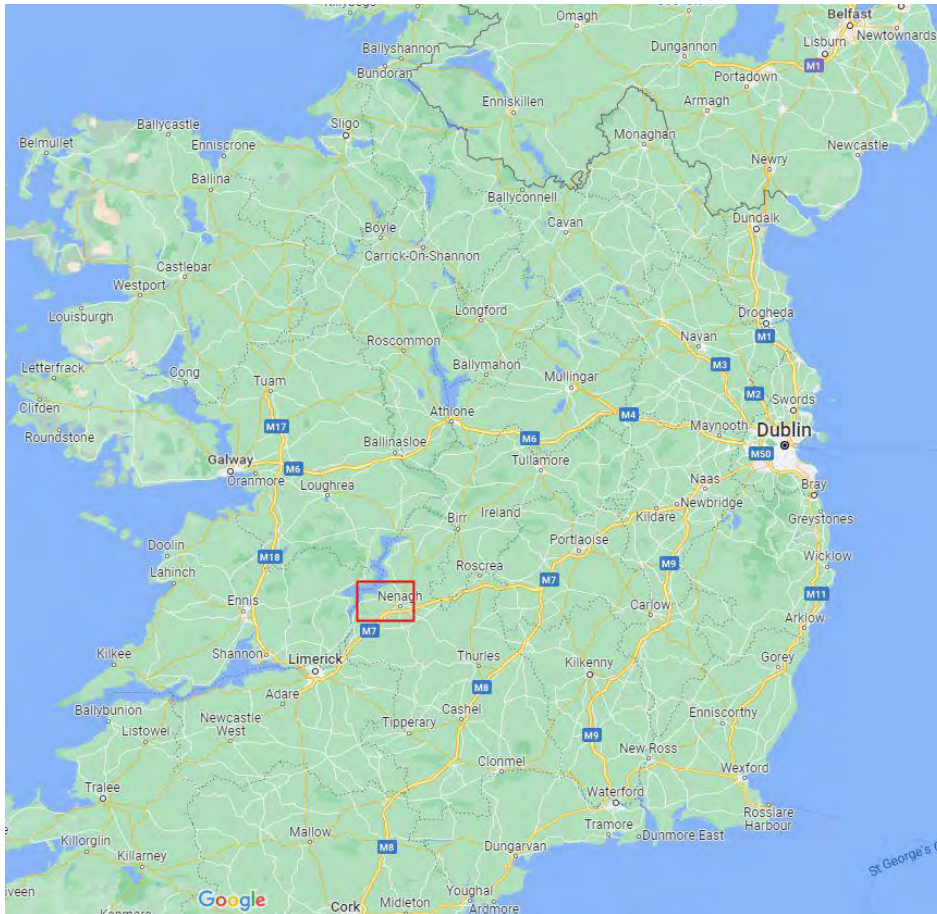 Killybegs
Omagh
Belfast
Newtownards
Lisburn
Dungannon
M1
Ballyshannon
Bundoran
Portadown
Enniskillen
Armagh
Sligo
Ballycastle
Belmullet
Enniscrone
Monaghan
Newcastle
Newry
Ballina
Ballyconnell
Cavan
Dundalk
Boyle
Carrick-On-Shannon
Castlebar
Westport
Louisburgh
Longford
Drogheda
Roscommon
Navan
M1
Letterfrack
Cong
Ballymahon
M3
Tuam
Mullingar
M2
Clifden
Swords
Athlone
M4
Roundstone
M17
Maynooth
Dublin
Ballinasloe
M6
M50
Galway
M6
Tullamore
Oranmore
Loughrea
Naas
Bray
Newbridge
Ireland
Birr
Kildare
Greystones
Doolin
M18
Portlaoise
Wicklow
Lahinch
Roscrea
M9
M7
Nenagh
M11
Ennis
Carlow
Arklow
M7
Kilkee
Shannon
Limerick
Thurles
Kilkenny
Gorey
M8
Adare
Ballybunion
Newcastle
West
Cashel
Enniscorthy
Listowel
Tipperary
M9
New Ross
Clonmel
Wexford
Tralee
Waterford
Rosslare
Harbour
Tramore
Dunmore East
Killorglin
Mallow
M8
Dungarvan
Killarney
St George's C
veen
Google
Youghal
Kenmare
Cork
Midleton
Ardmore